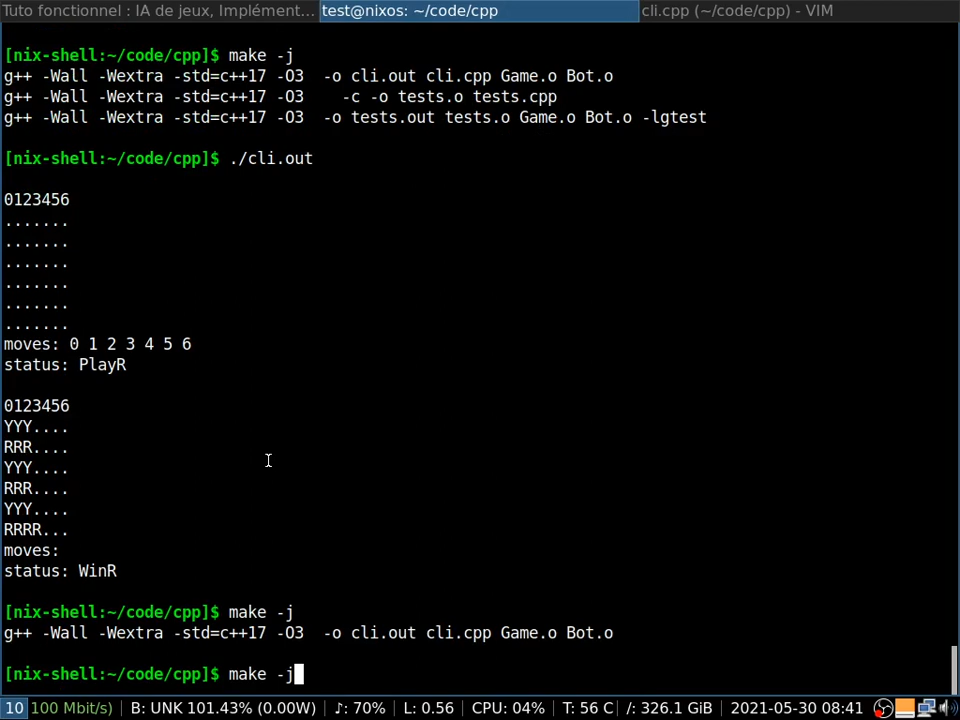 Tuto fonctionnel : IA de jeux, Implément... test@nixos: ~/code/cpp cli.cpp (~/code/cpp) - VIM
[nix-shell:~/code/cpp]$ make -j
g++ -Wall -Wextra -std=c++17 -O3  -o cli.out cli.cpp Game.o Bot.o
g++ -Wall -Wextra -std=c++17 -O3    -c -o tests.o tests.cpp
g++ -Wall -Wextra -std=c++17 -O3  -o tests.out tests.o Game.o Bot.o -lgtest
[nix-shell:~/code/cpp]$ ./cli.out
0123456
.......
.......
.......
.......
.......
.......
moves: 0 1 2 3 4 5 6
status: PlayR
0123456
YYY....
RRR....
YYY....
RRR....
YYY....
RRRR...
moves:
status: WinR
[nix-shell:~/code/cpp]$ make -j
g++ -Wall -Wextra -std=c++17 -O3  -o cli.out cli.cpp Game.o Bot.o
[nix-shell:~/code/cpp]$ make -j
10 100 Mbit/s) | B: UNK 101.43% (0.00W) | ♪: 70% | L: 0.56 | CPU: 04% | T: 56 C | /: 326.1 GiB | 2021-05-30 08:41